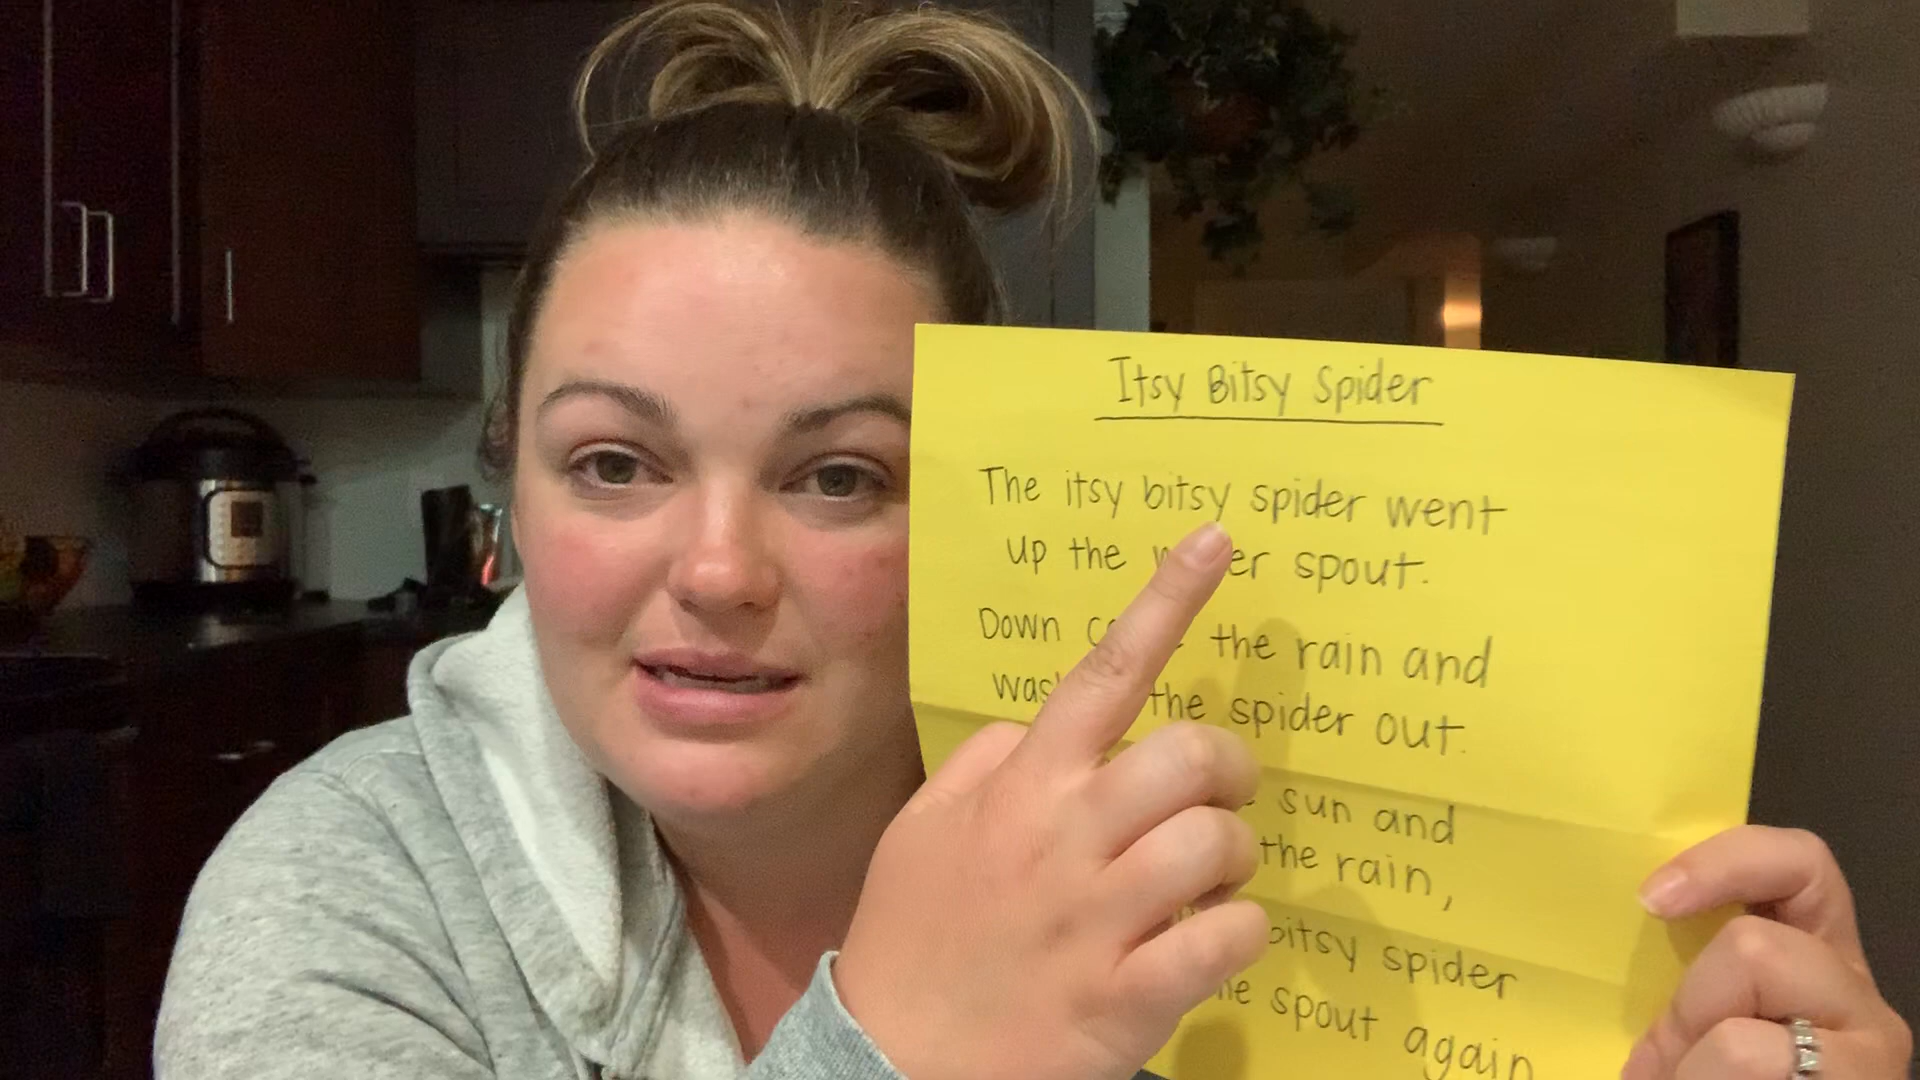 Itsy Bitsy Spider
The itsy bitsy spider went
up the spout.
Down the rain and
the spider out.
sun and
the rain,
bitsy spider
spout again